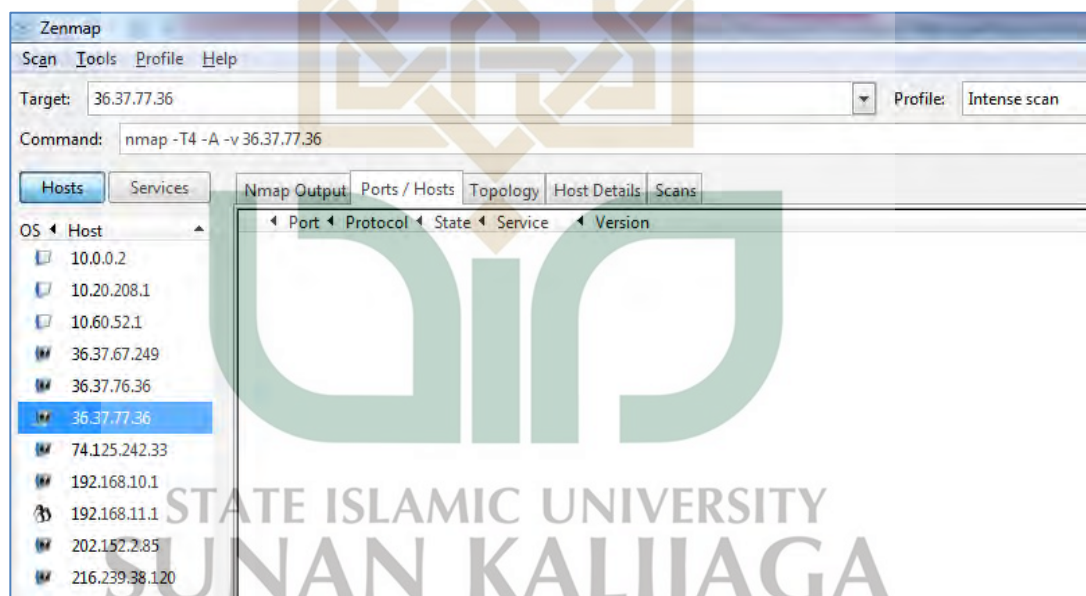 Zenmap
Scan Tools Profile Help
Target: 36.37.77.36 Profile: Intense scan
Command: nmap -T4 -A -v 36.37.77.36
Hosts Services Nmap Output Ports / Hosts Topology Host Details Scans
OS Host Port Protocol State Service Version
10.0.0.2
10.20.208.1
10.60.52.1
36.37.67.249
36.37.76.36
36.37.77.36
74.125.242.33
192.168.10.1
192.168.11.1
202.152.2.85
216.239.38.120
STATE ISLAMIC UNIVERSITY
SUNAN KALIJAGA